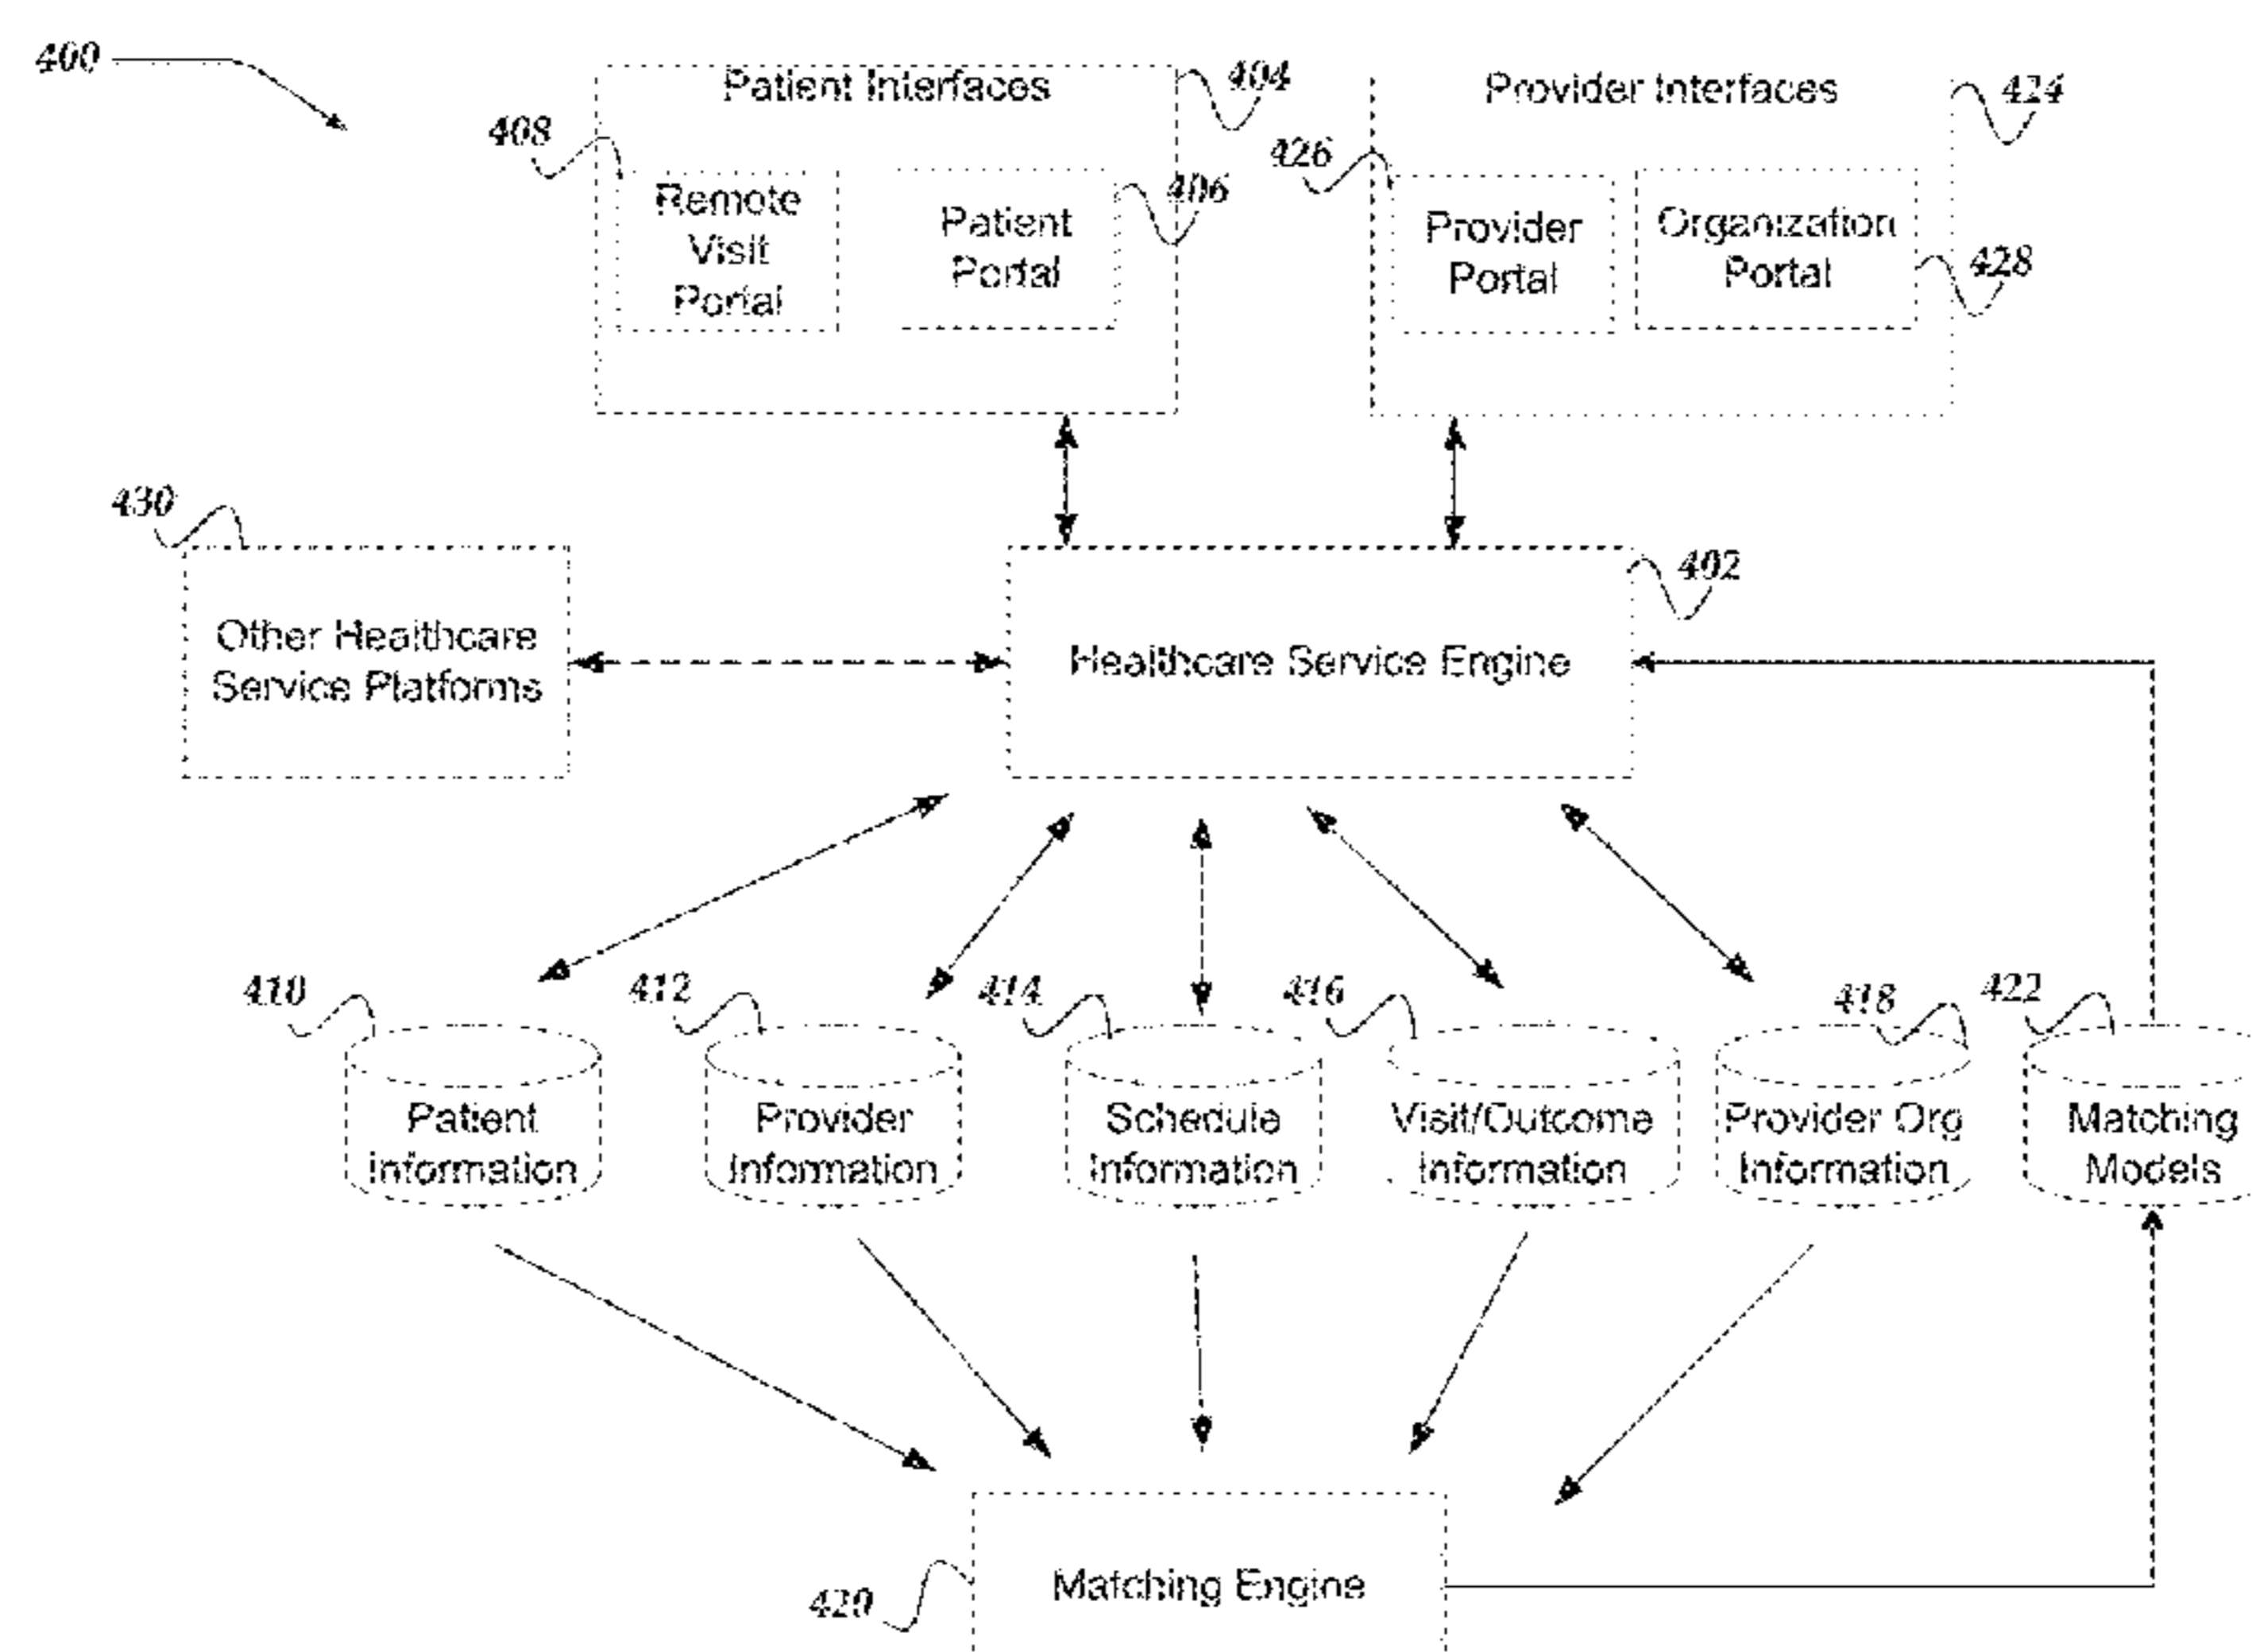 400
Patient Interfaces
404
Provider Interfaces
424
408
Remote
Visit
Portal
Patient
Portal
406
426
Provider
Portal
Organization
Portal
428
430
Other Healthcare
Service Platforms
402
Healthcare Service Engine
410
412
414
416
418
422
Patient
Information
Provider
Information
Schedule
Information
Visit/Outcome
Information
Provider Org
Information
Matching
Models
Matching Engine
420